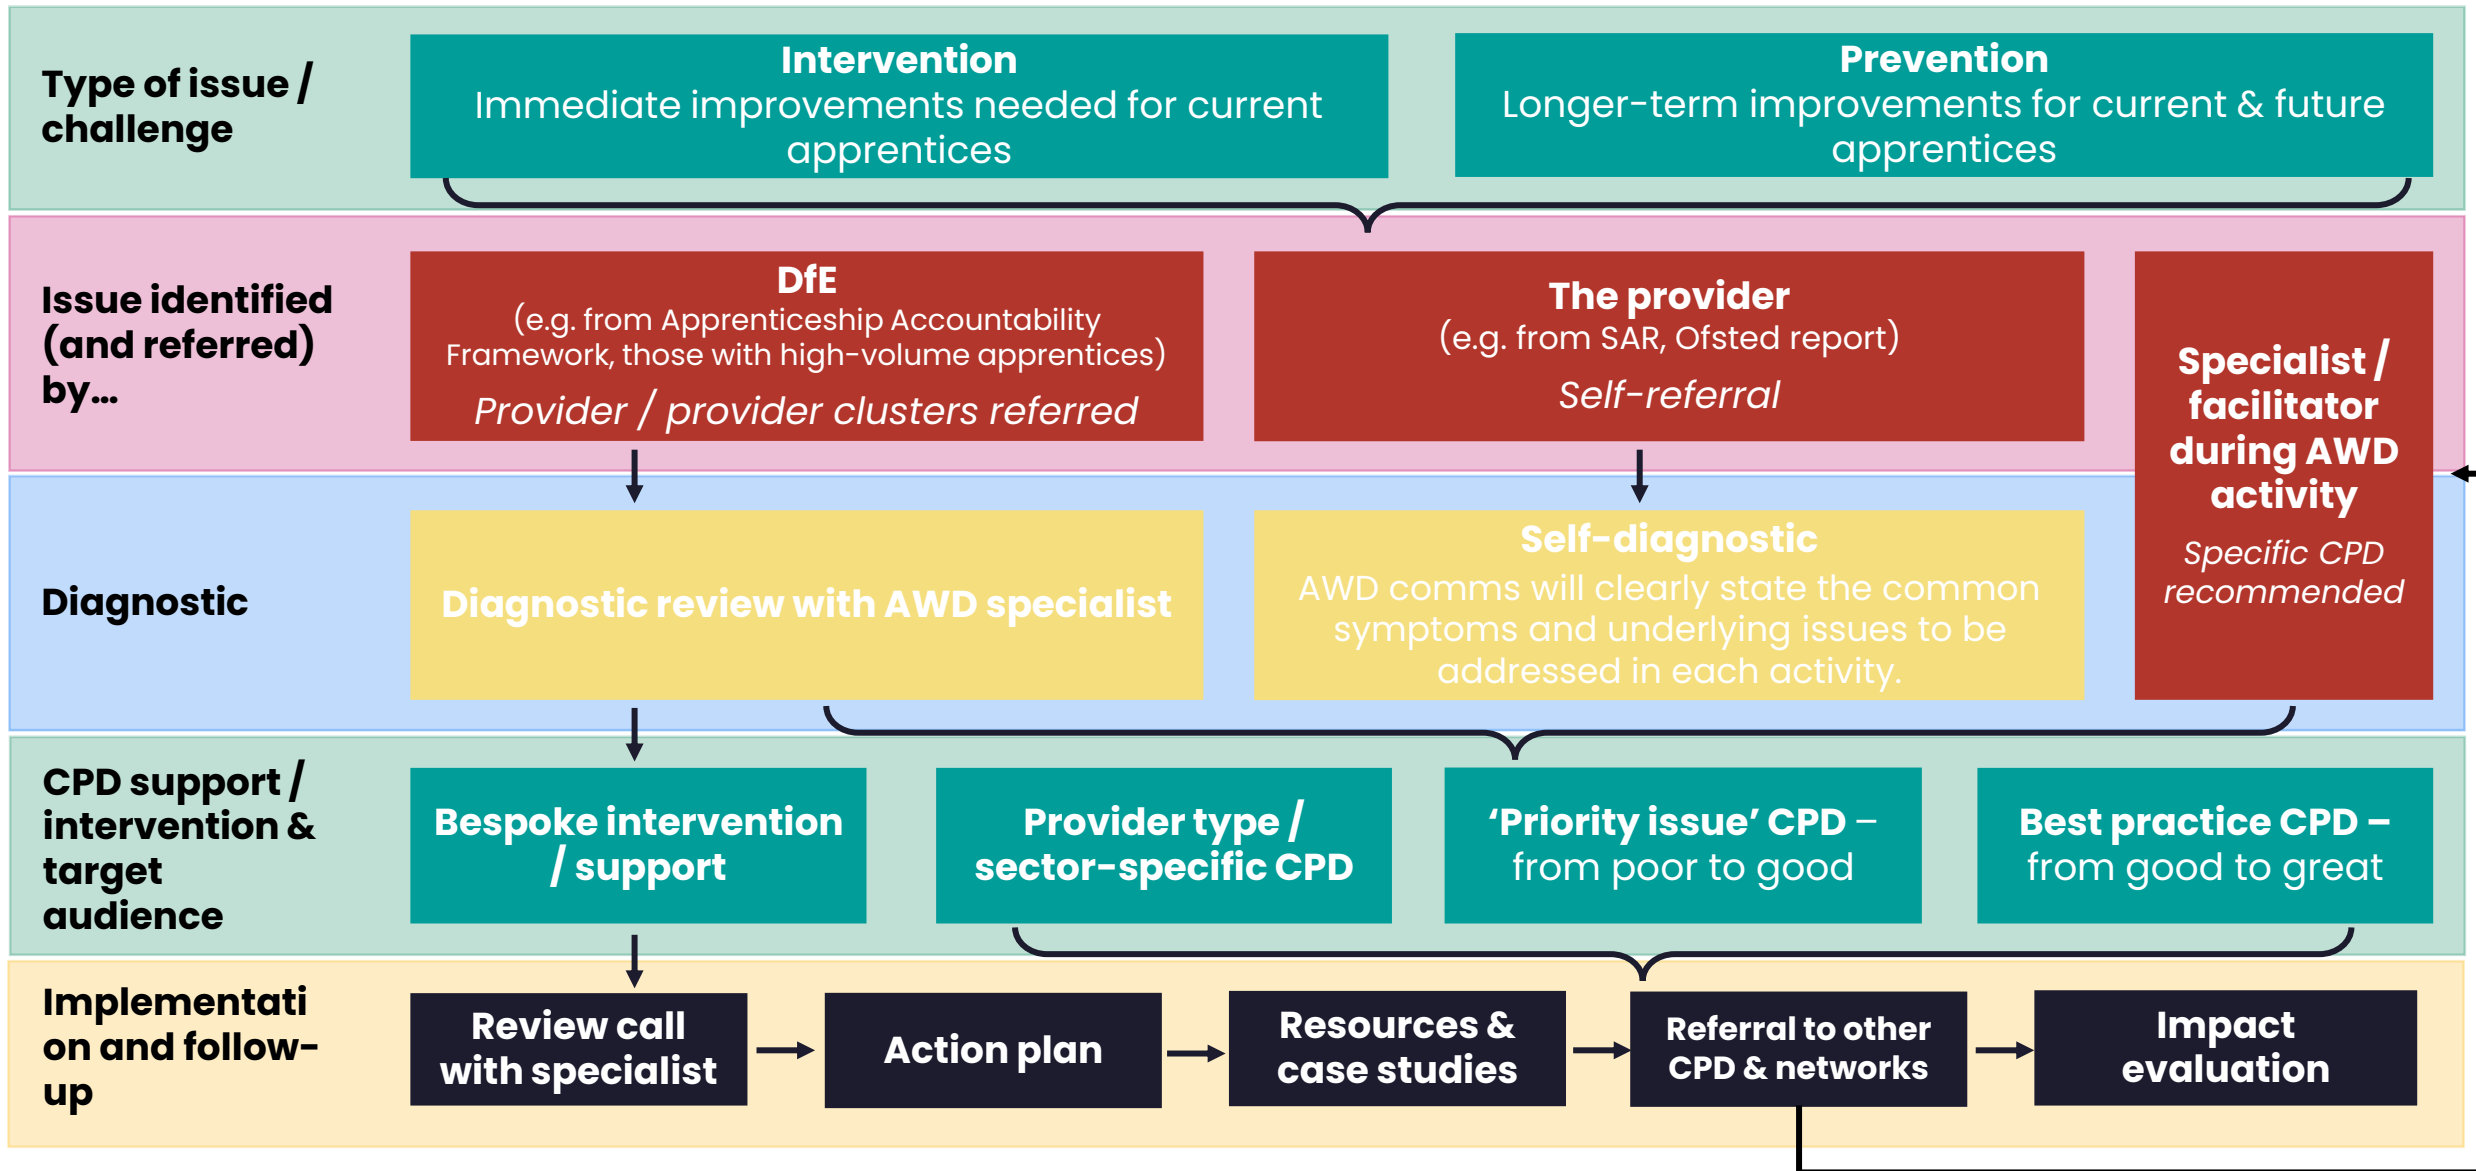 Type of issue /
challenge
Intervention
Immediate improvements needed for current
apprentices
Prevention
Longer-term improvements for current & future
apprentices
Issue identified
(and referred)
by...
DfE
(e.g. from Apprenticeship Accountability
Framework, those with high-volume apprentices)
Provider / provider clusters referred
The provider
(e.g. from SAR, Ofsted report)
Self-referral
Specialist /
facilitator
during AWD
activity
Specific CPD
recommended
Diagnostic
Diagnostic review with AWD specialist
Self-diagnostic
AWD comms will clearly state the common
symptoms and underlying issues to be
addressed in each activity.
CPD support /
intervention &
target
audience
Bespoke intervention
/ support
Provider type /
sector-specific CPD
‘Priority issue’ CPD –
from poor to good
Best practice CPD –
from good to great
Implementati
on and follow-
up
Review call
with specialist
Action plan
Resources &
case studies
Referral to other
CPD & networks
Impact
evaluation